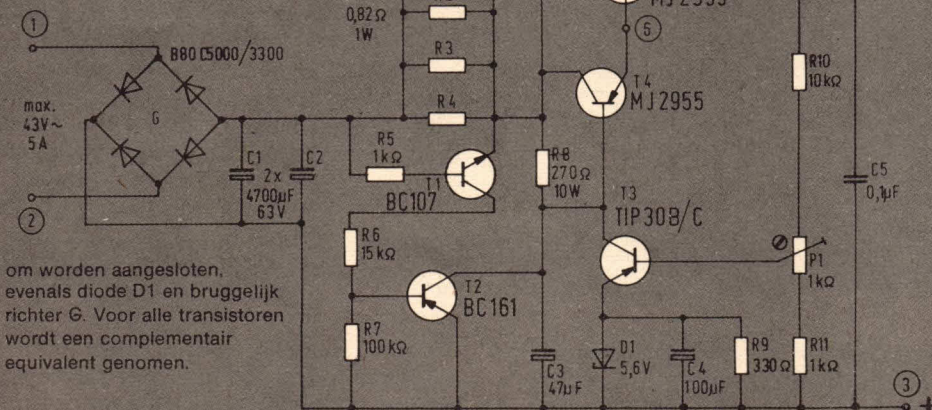 MJ2955
0,82Ω
1W
5
1
B80 C5000/3300
R3
R10
10kΩ
T4
MJ2955
max.
43V~
5A
G
R4
R5
1kΩ
C1
2x
4700µF
63V
C2
T1
BC107
R8
270Ω
10W
C5
0,1µF
T3
TIP30B/C
2
R6
15kΩ
P1
1kΩ
om worden aangesloten,
evenals diode D1 en bruggelijk
richter G. Voor alle transistoren
wordt een complementair
equivalent genomen.
T2
BC161
R7
100kΩ
C3
47µF
D1
5,6V
C4
100µF
R9
330Ω
R11
1kΩ
3
+